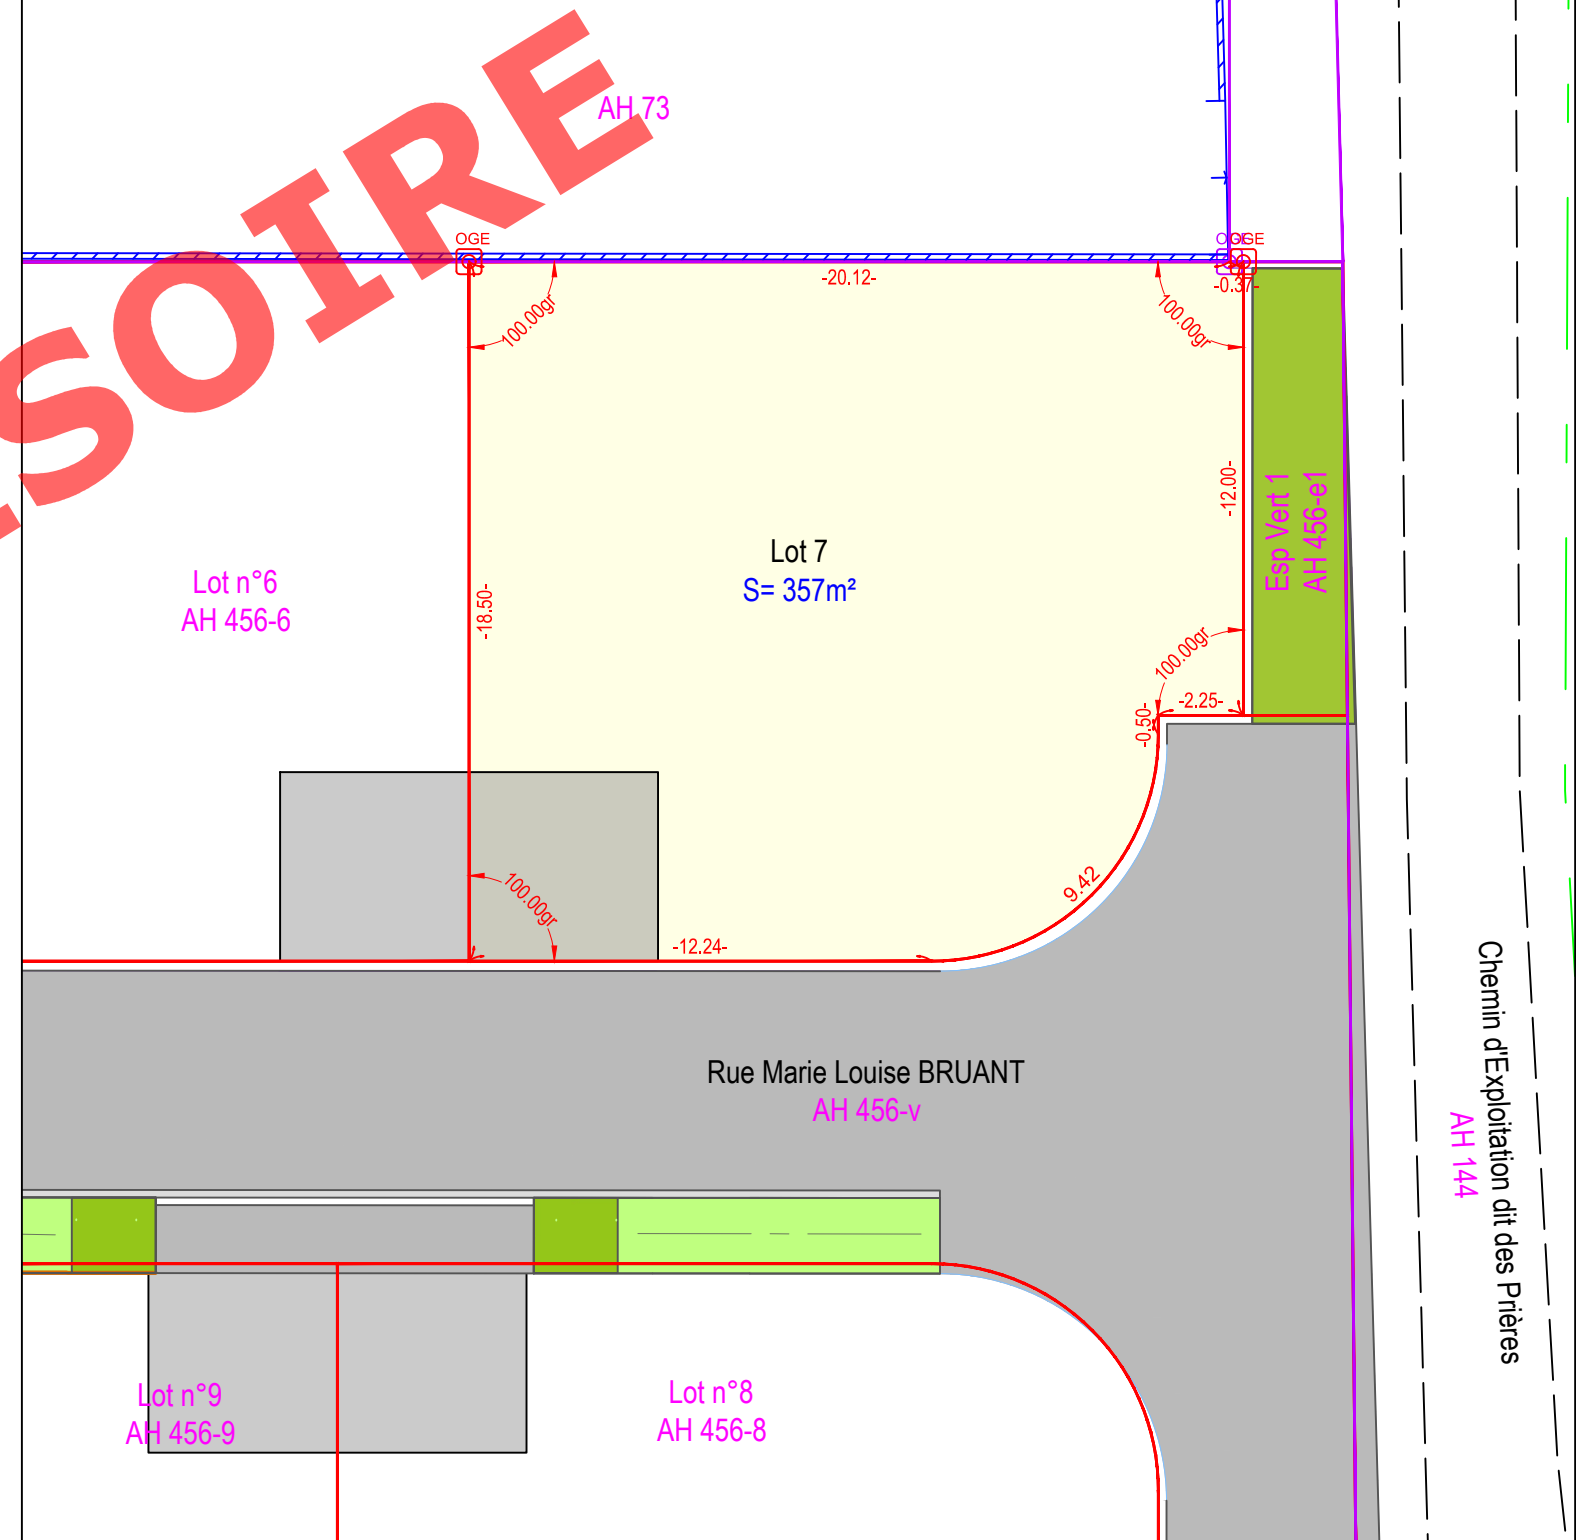 AH 73
SOIRE
OGE
OGE
OGE
-20.12-
-0.37-
100.00gr
100.00gr
-12.00-
Esp Vert 1
AH 456-e1
Lot 7
S= 357m²
Lot n°6
AH 456-6
-18.50-
100.00gr
-2.25-
-0.50-
100.00gr
9.42
-12.24-
Rue Marie Louise BRUANT
AH 456-v
Chemin d'Exploitation dit des Prières
AH 144
Lot n°9
AH 456-9
Lot n°8
AH 456-8